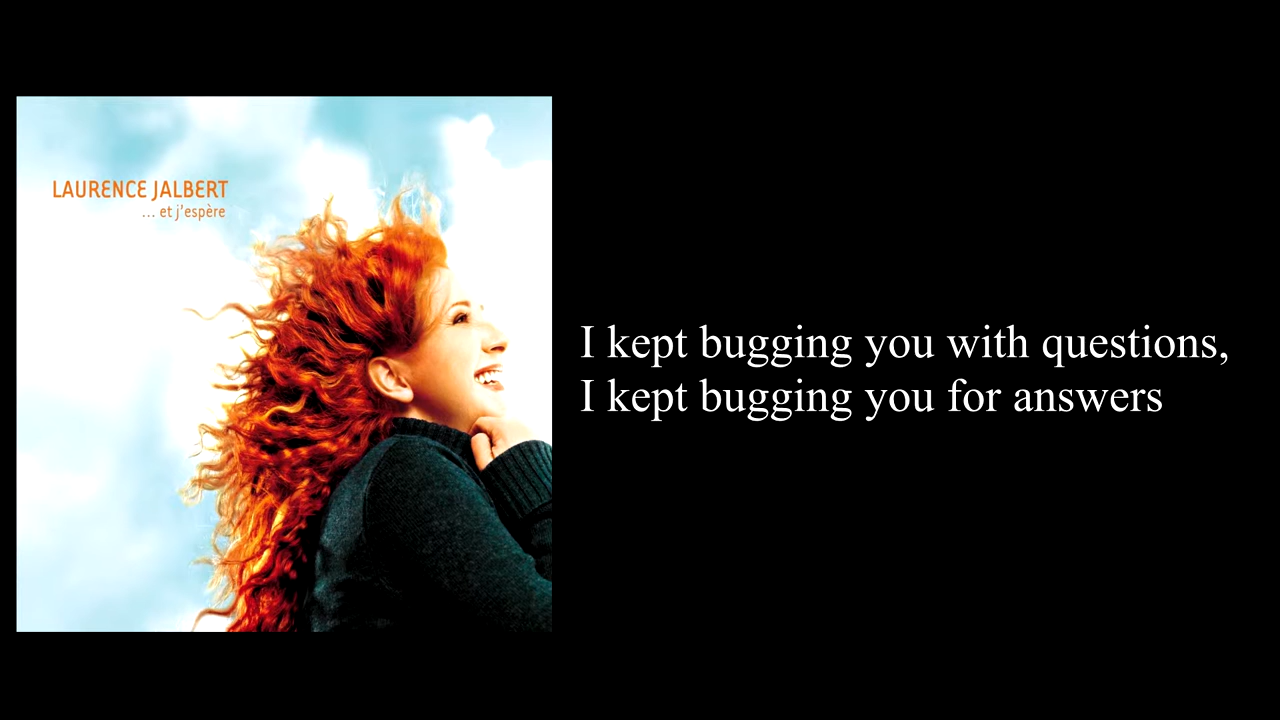 LAURENCE JALBERT
... et j'espère
I kept bugging you with questions,
I kept bugging you for answers